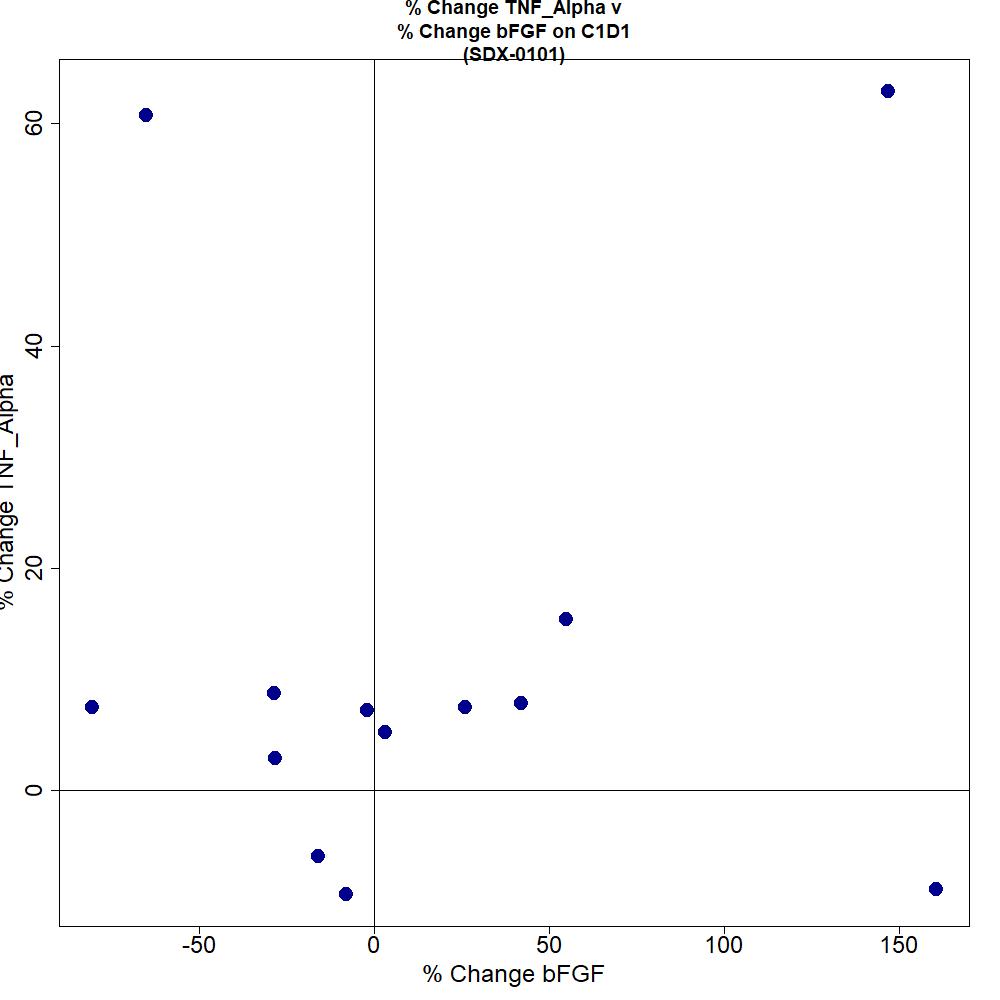 % Change TNF_Alpha v
% Change bFGF on C1D1
(SDX-0101)
60
40
20
0
% Change TNF_Alpha
-50
0
50
100
150
% Change bFGF